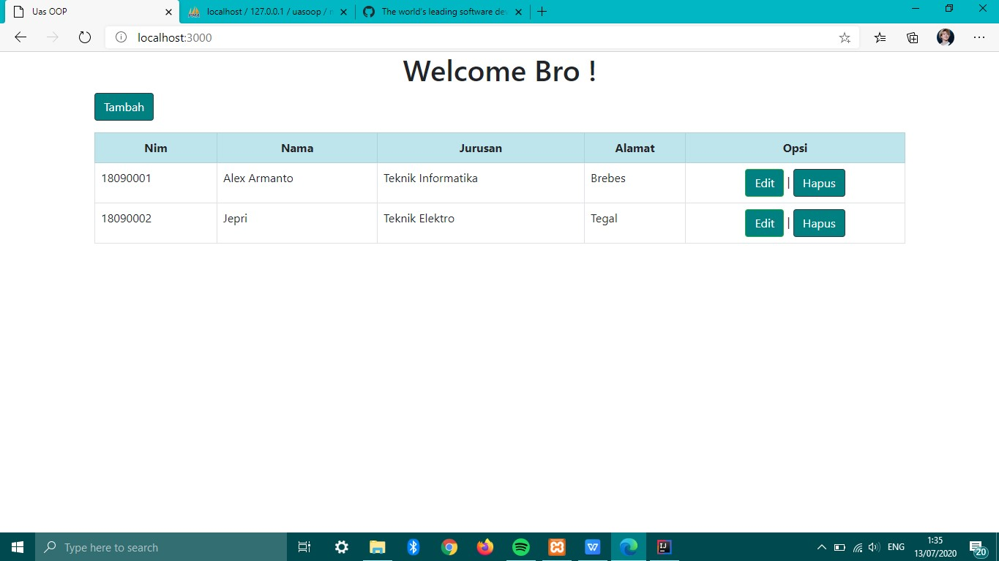 Uas OOP
localhost / 127.0.0.1 / uasoop /
The world's leading software de
localhost:3000
Welcome Bro !
Tambah
Nim Nama Jurusan Alamat Opsi
18090001 Alex Armanto Teknik Informatika Brebes Edit | Hapus
18090002 Jepri Teknik Elektro Tegal Edit | Hapus
Type here to search
ENG
1:35
13/07/2020
20